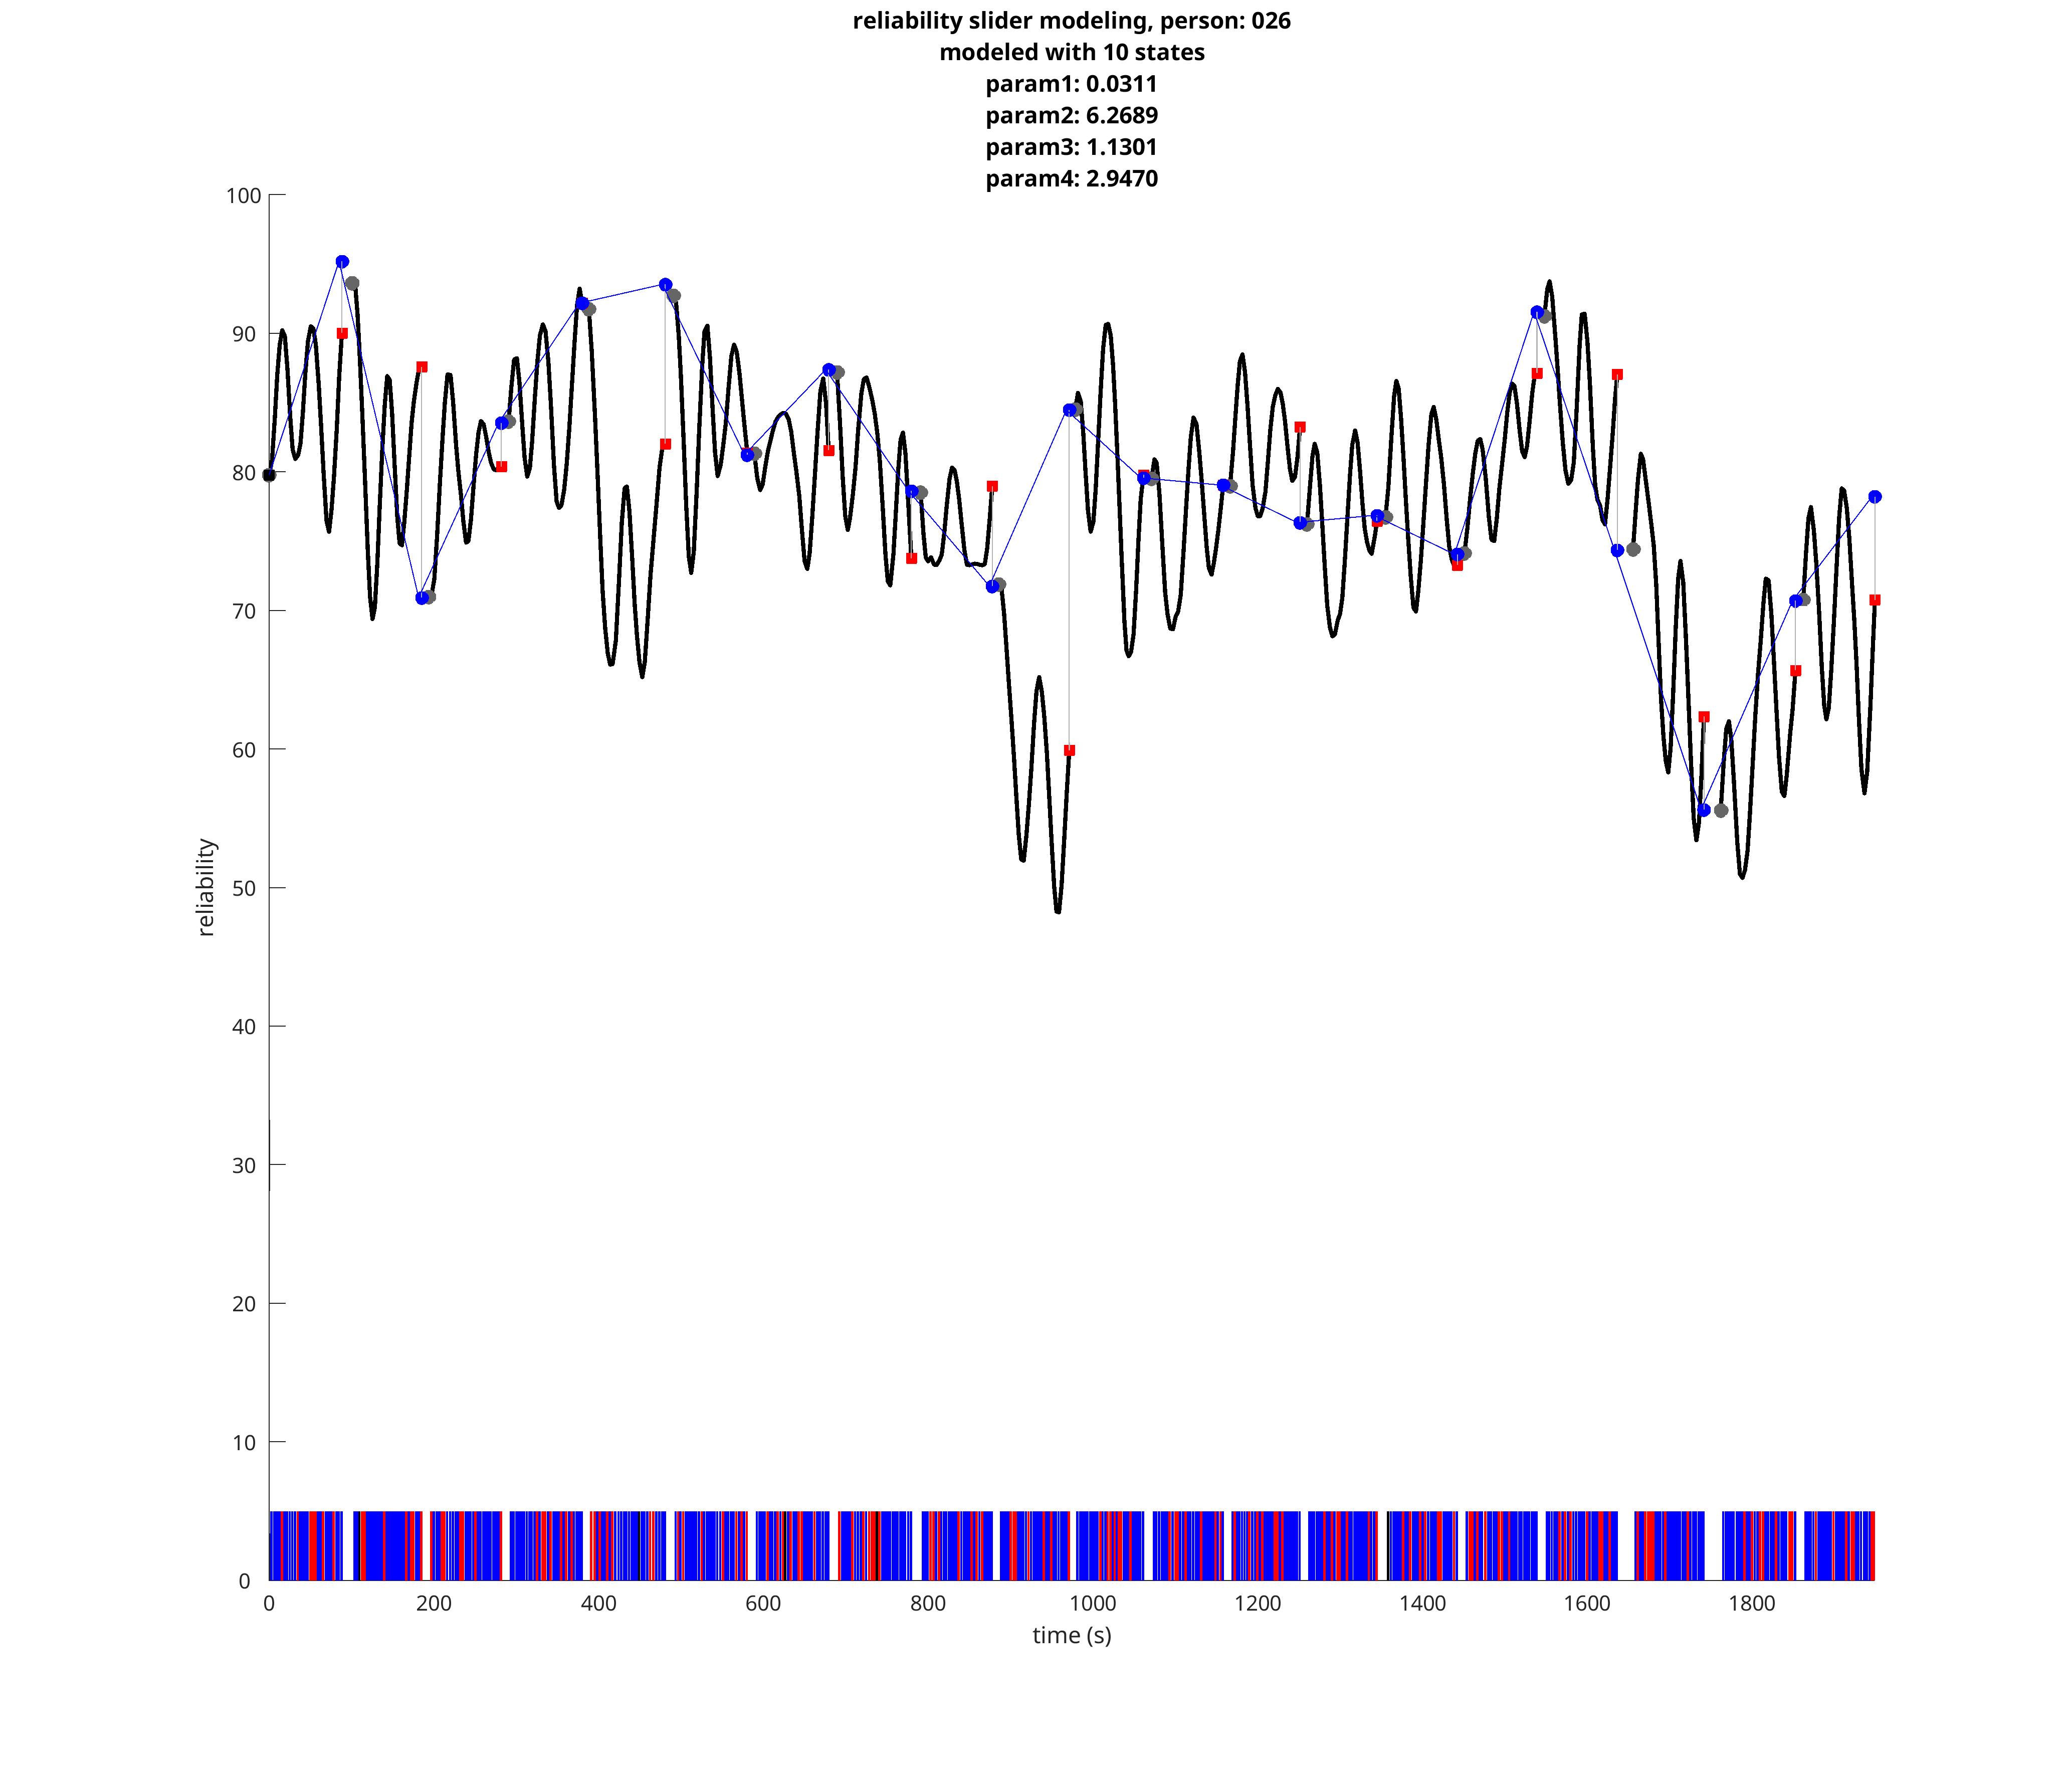 reliability slider modeling, person: 026
modeled with 10 states
param1: 0.0311
param2: 6.2689
param3: 1.1301
param4: 2.9470
100
90
80
70
60
50
40
30
20
10
0
reliability
0 200 400 600 800 1000 1200 1400 1600 1800
time (s)